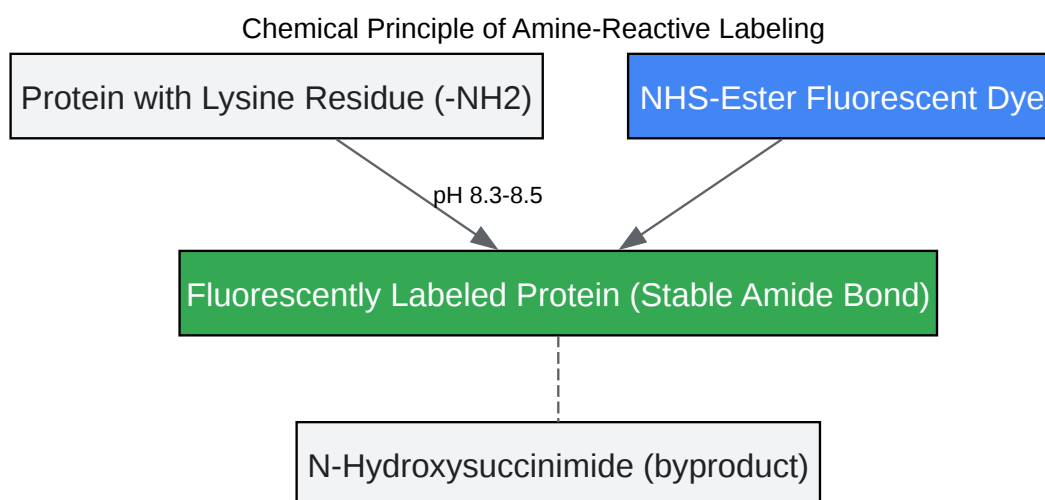 Chemical Principle of Amine-Reactive Labeling
Protein with Lysine Residue (-NH2)
NHS-Ester Fluorescent Dye
pH 8.3-8.5
Fluorescently Labeled Protein (Stable Amide Bond)
N-Hydroxysuccinimide (byproduct)